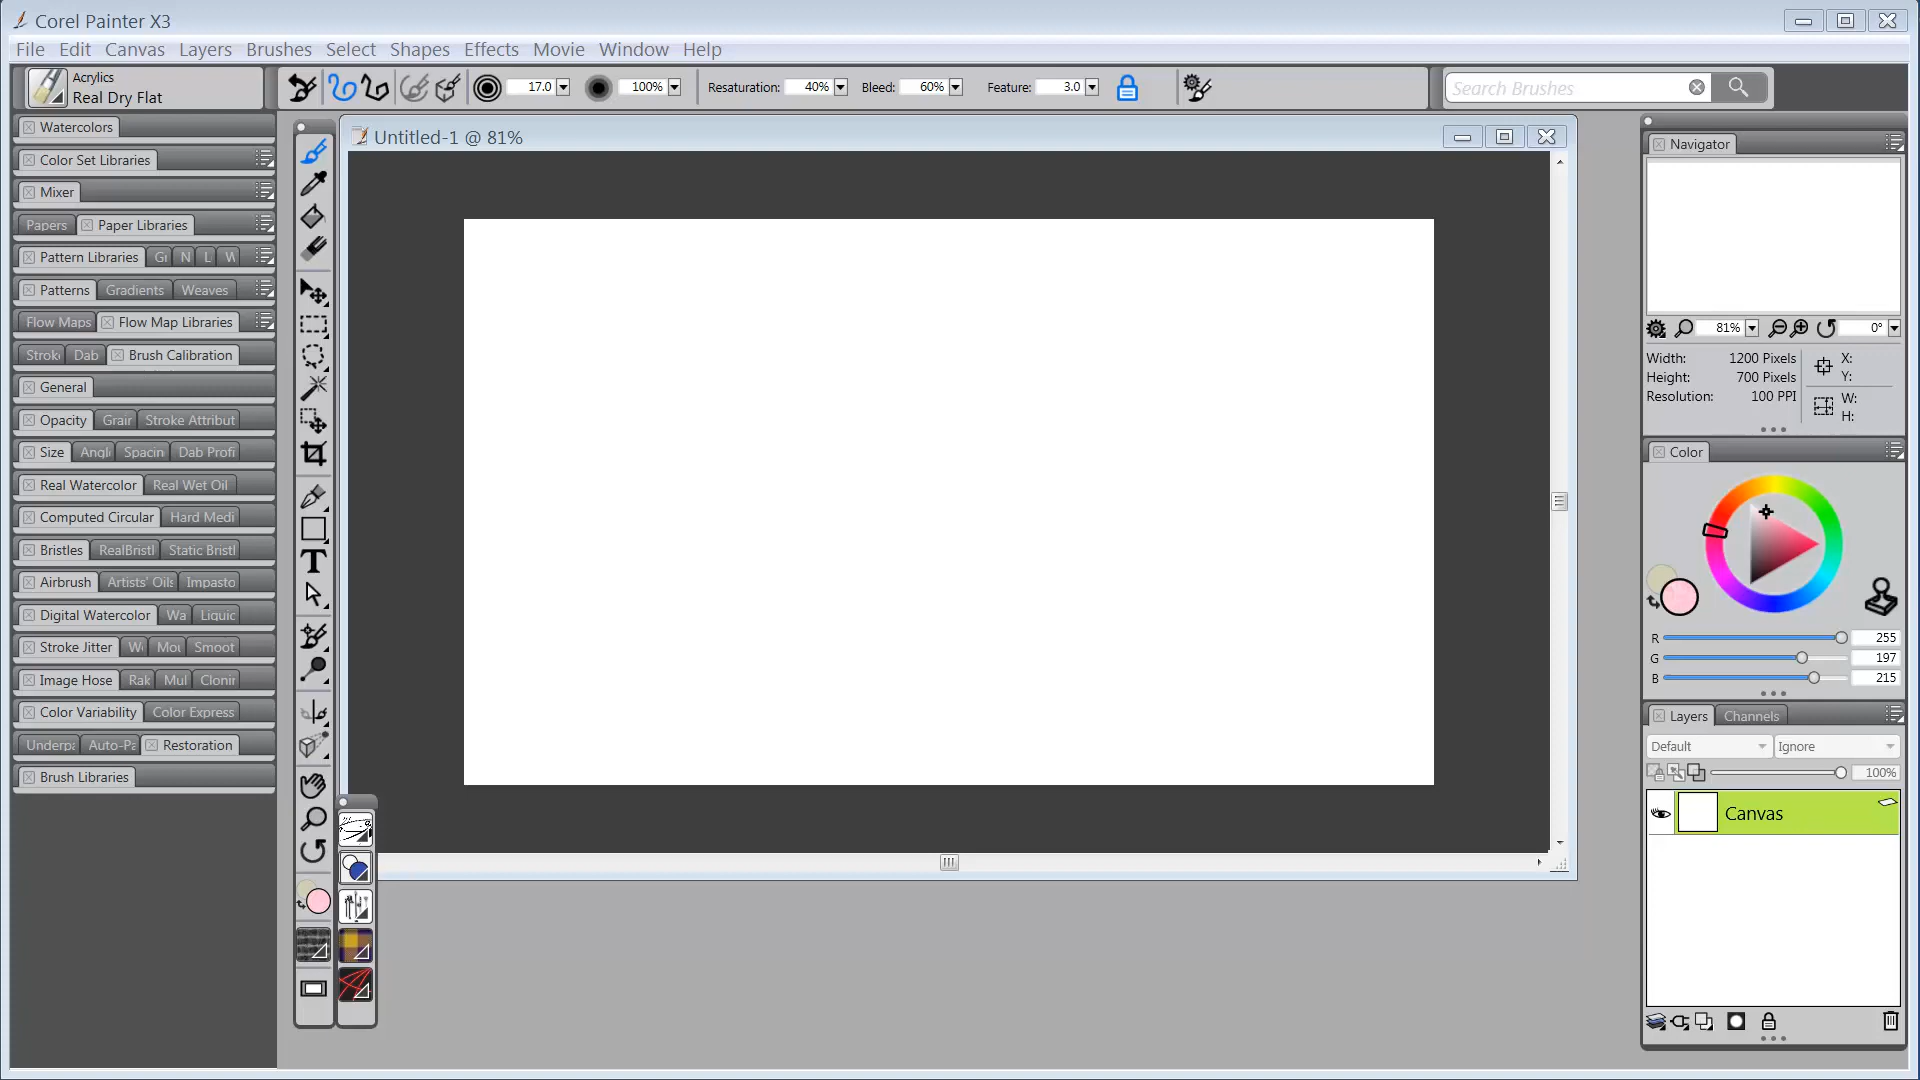 Corel Painter X3
File Edit Canvas Layers Brushes Select Shapes Effects Movie Window Help
Acrylics
Real Dry Flat
17.0 100% Resaturation: 40% Bleed: 60% Feature: 3.0
Search Brushes
Watercolors
Color Set Libraries
Mixer
Papers Paper Libraries
Pattern Libraries N L W
Patterns Gradients Weaves
Flow Maps Flow Map Libraries
Dab Brush Calibration
General
Opacity Grain Stroke Attribut
Size Angl Spacin Dab Profi
Real Watercolor Real Wet Oil
Computed Circular Hard Medi
Bristles RealBristl Static Bristl
Airbrush Artists' Oils Impasto
Digital Watercolor Wa Liquid
Stroke Jitter Mou Smoot
Image Hose Rak Mul Clonin
Color Variability Color Express
Underpa Auto-Pa Restoration
Brush Libraries
Untitled-1 @ 81%
T
Navigator
81% 0°
Width: 1200 Pixels X:
Height: 700 Pixels Y:
Resolution: 100 PPI W:
H:
Color
R 255
G 197
B 215
Layers Channels
Default Ignore
100%
Canvas